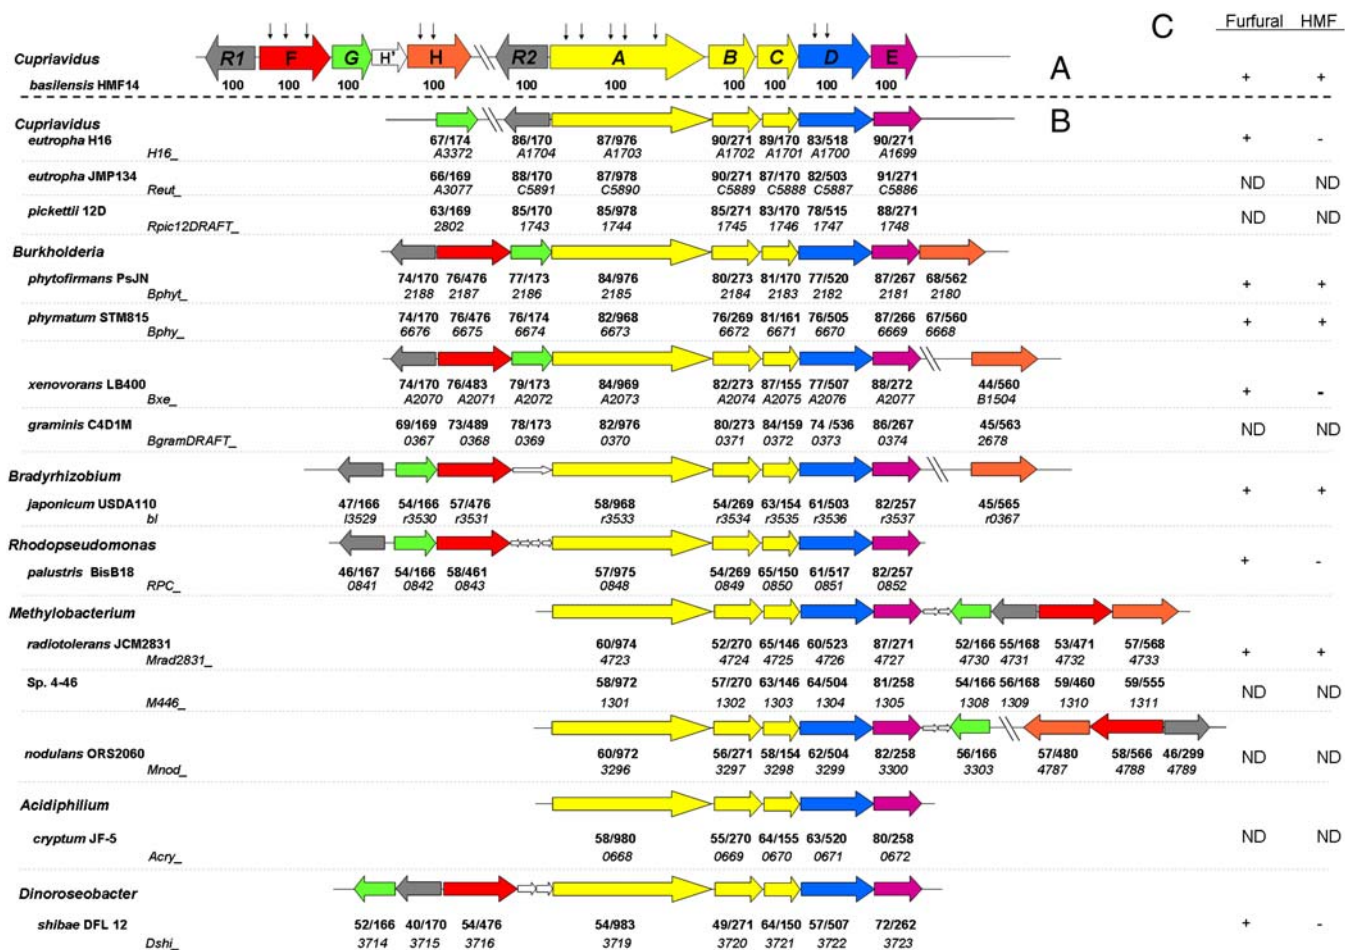 C Furfural HMF
R1 F G H' H R2 A B C D E
Cupriavidus A
basilensis HMF14 100 100 100 100 100 100 100 100 100 100 + +
Cupriavidus B
eutropha H16 67/174 86/170 87/976 90/271 89/170 83/518 90/271 + -
H16_ A3372 A1704 A1703 A1702 A1701 A1700 A1699
eutropha JMP134 66/169 88/170 87/978 90/271 87/170 82/503 91/271 ND ND
Reut_ A3077 C5891 C5890 C5889 C5888 C5887 C5886
pickettii 12D 63/169 85/170 85/978 85/271 83/170 78/515 88/271 ND ND
Rpic12DRAFT_ 2802 1743 1744 1745 1746 1747 1748
Burkholderia
phytofirmans PsJN 74/170 76/476 77/173 84/976 80/273 81/170 77/520 87/267 68/562 + +
Bphyt_ 2188 2187 2186 2185 2184 2183 2182 2181 2180
phymatum STM815 74/170 76/476 76/174 82/968 76/269 81/161 76/505 87/266 67/560 + +
Bphy_ 6676 6675 6674 6673 6672 6671 6670 6669 6668
xenovorans LB400 74/170 76/483 79/173 84/969 82/273 87/155 77/507 88/272 44/560 + -
Bxe_ A2070 A2071 A2072 A2073 A2074 A2075 A2076 A2077 B1504
graminis C4D1M 69/169 73/489 78/173 82/976 80/273 84/159 74 /536 86/267 45/563 ND ND
BgramDRAFT_ 0367 0368 0369 0370 0371 0372 0373 0374 2678
Bradyrhizobium
japonicum USDA110 47/166 54/166 57/476 58/968 54/269 63/154 61/503 82/257 45/565 + +
bl l3529 r3530 r3531 r3533 r3534 r3535 r3536 r3537 r0367
Rhodopseudomonas
palustris BisB18 46/167 54/166 58/461 57/975 54/269 65/150 61/517 82/257 + -
RPC_ 0841 0842 0843 0848 0849 0850 0851 0852
Methylobacterium
radiotolerans JCM2831 60/974 52/270 65/146 60/523 87/271 52/166 55/168 53/471 57/568 + +
Mrad2831_ 4723 4724 4725 4726 4727 4730 4731 4732 4733
Sp. 4-46 58/972 57/270 63/146 64/504 81/258 54/166 56/168 59/460 59/555 ND ND
M446_ 1301 1302 1303 1304 1305 1308 1309 1310 1311
nodulans ORS2060 60/972 56/271 58/154 62/504 82/258 56/166 57/480 58/566 46/299 ND ND
Mnod_ 3296 3297 3298 3299 3300 3303 4787 4788 4789
Acidiphilium
cryptum JF-5 58/980 55/270 64/155 63/520 80/258 ND ND
Acry_ 0668 0669 0670 0671 0672
Dinoroseobacter
shibae DFL 12 52/166 40/170 54/476 54/983 49/271 64/150 57/507 72/262 + -
Dshi_ 3714 3715 3716 3719 3720 3721 3722 3723